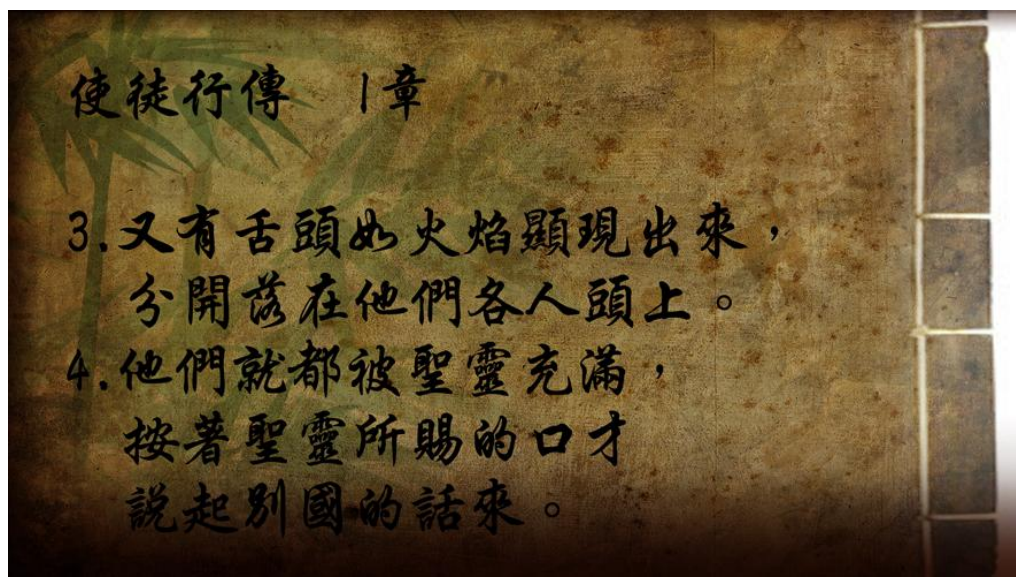 使徒行傳 1章
3.又有舌頭如火焰顯現出來，
分開落在他們各人頭上。
4.他們就都被聖靈充滿，
按著聖靈所賜的口才
說起別國的話來。